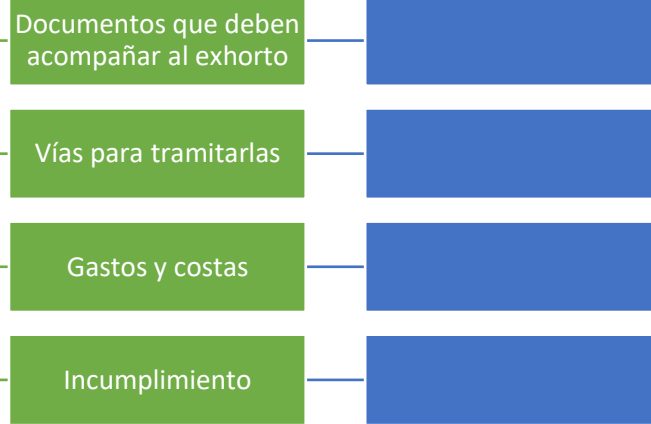 Documentos que deben
acompañar al exhorto
Vías para tramitarlas
Gastos y costas
Incumplimiento